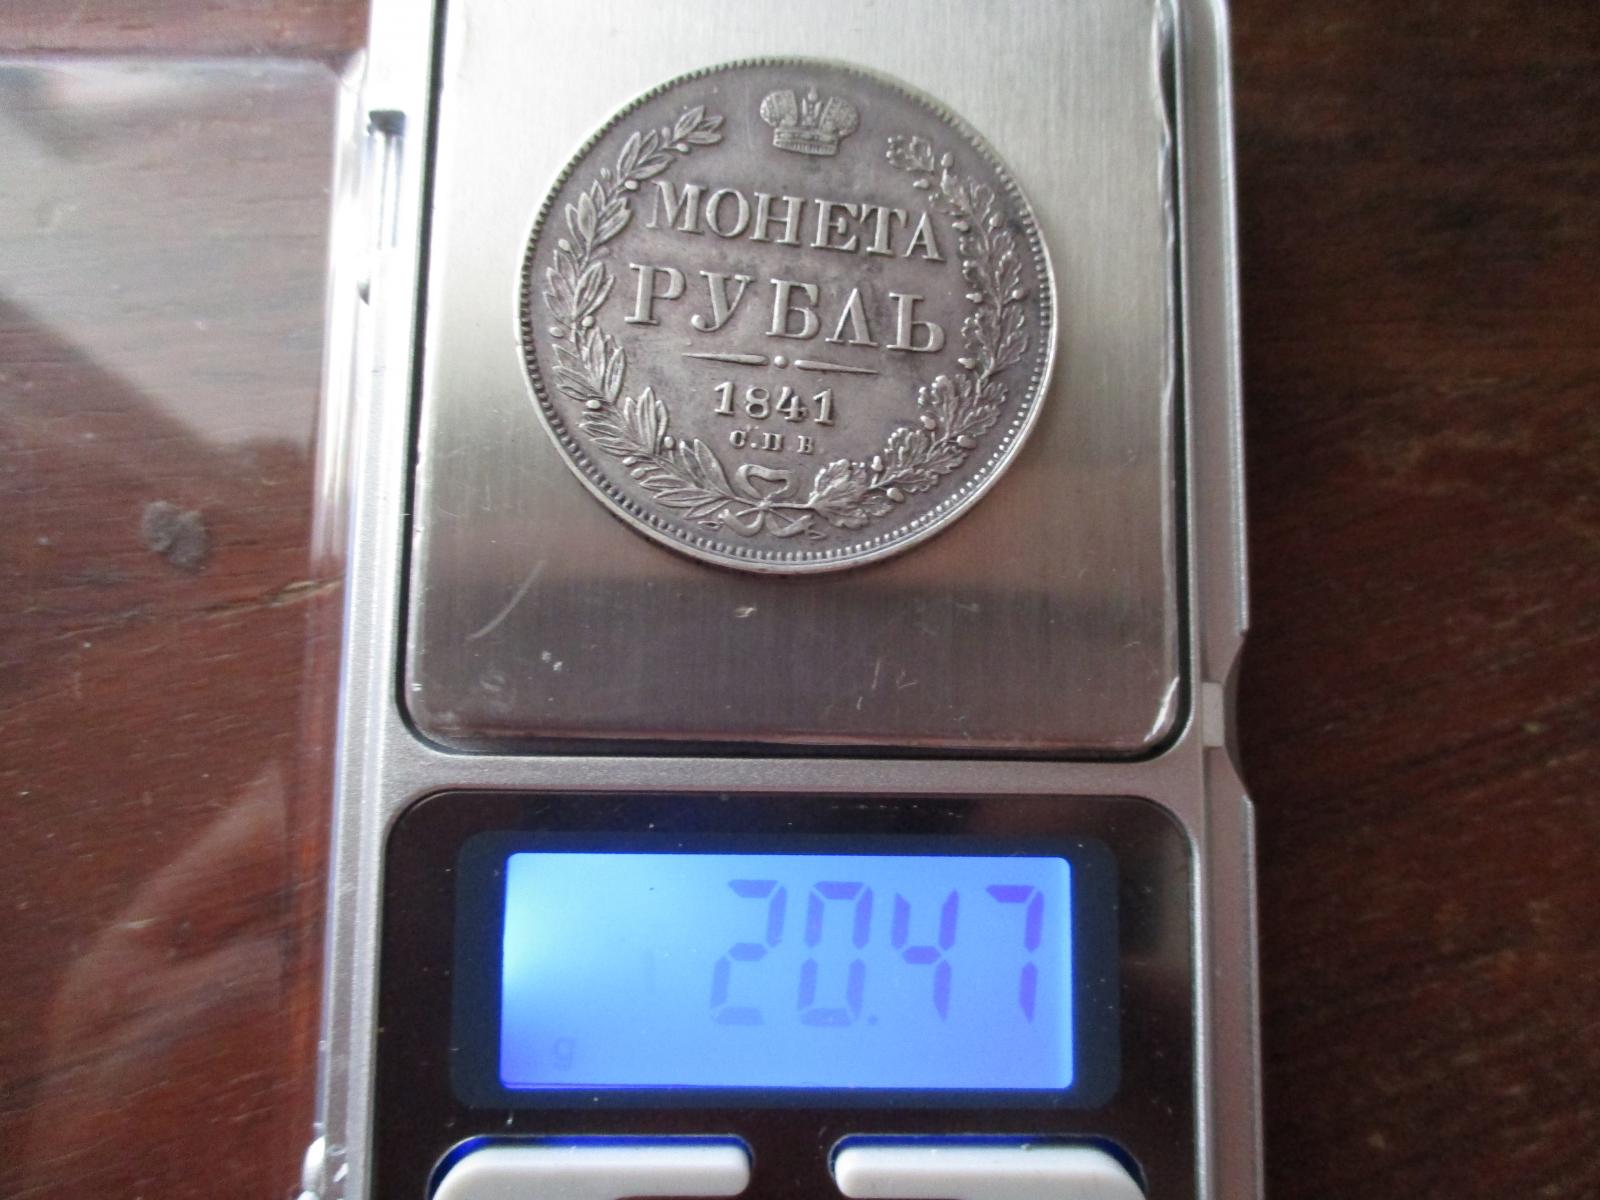 МОНЕТА
РУБЛЬ
1841
С.П В
20.47
g